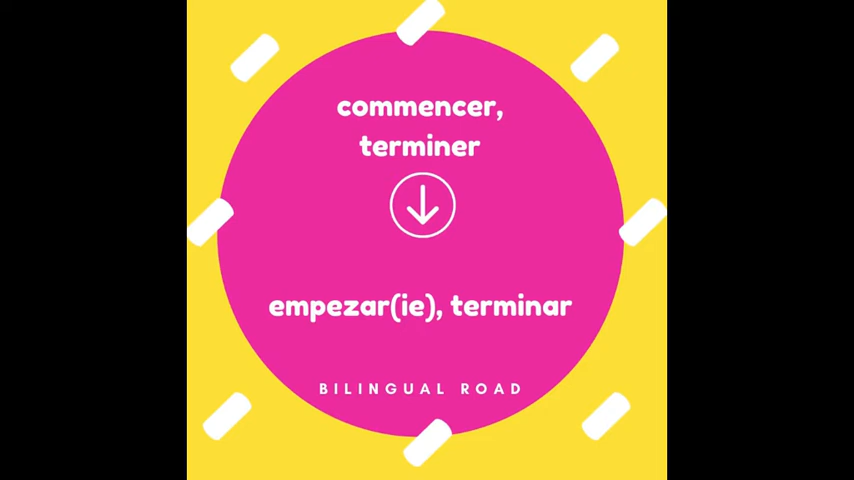 commencer,
terminer
empezar(ie), terminar
BILINGUAL ROAD